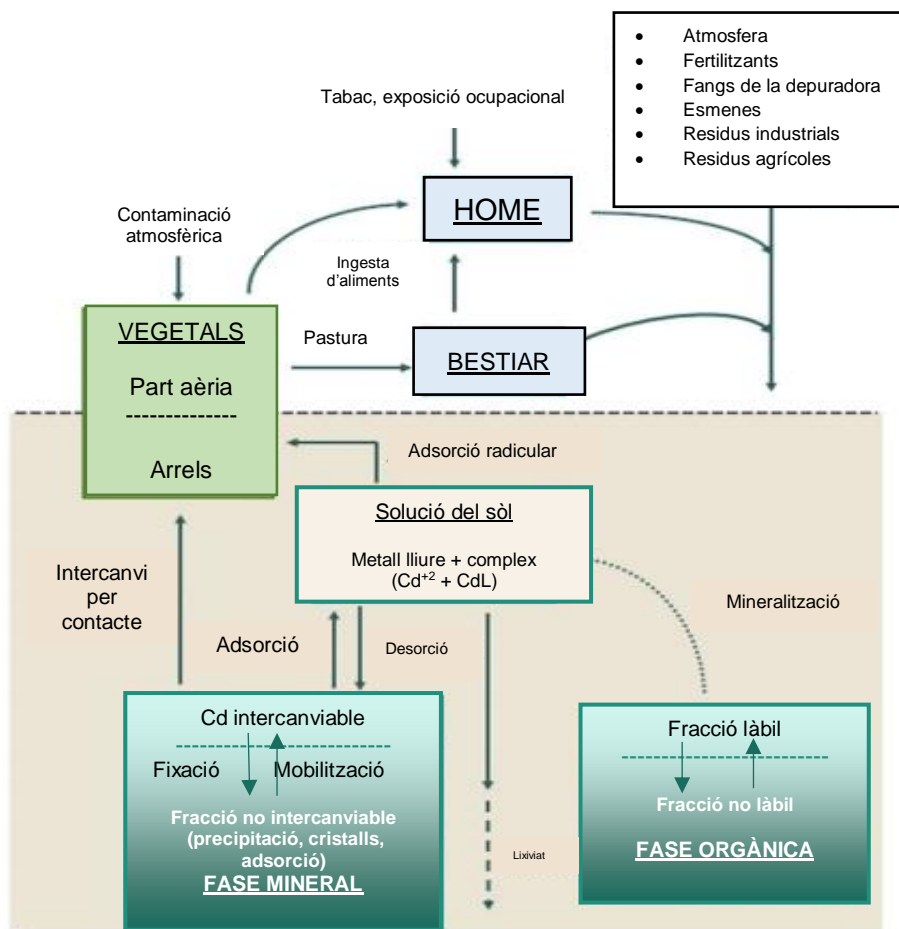 • Atmosfera
• Fertilitzants
• Fangs de la depuradora
• Esmenes
• Residus industrials
• Residus agrícoles
Tabac, exposició ocupacional
HOME
Contaminació
atmosfèrica
Ingesta
d'aliments
VEGETALS
Part aèria
Arrels
Pastura
BESTIAR
Adsorció radicular
Solució del sòl
Metall lliure + complex
(Cd+2 + CdL)
Intercanvi
per
contacte
Adsorció
Desorció
Mineralització
Cd intercanviable
Fixació
Mobilització
Fracció no intercanviable
(precipitació, cristalls,
adsorció)
FASE MINERAL
Lixiviat
Fracció làbil
Fracció no làbil
FASE ORGÀNICA